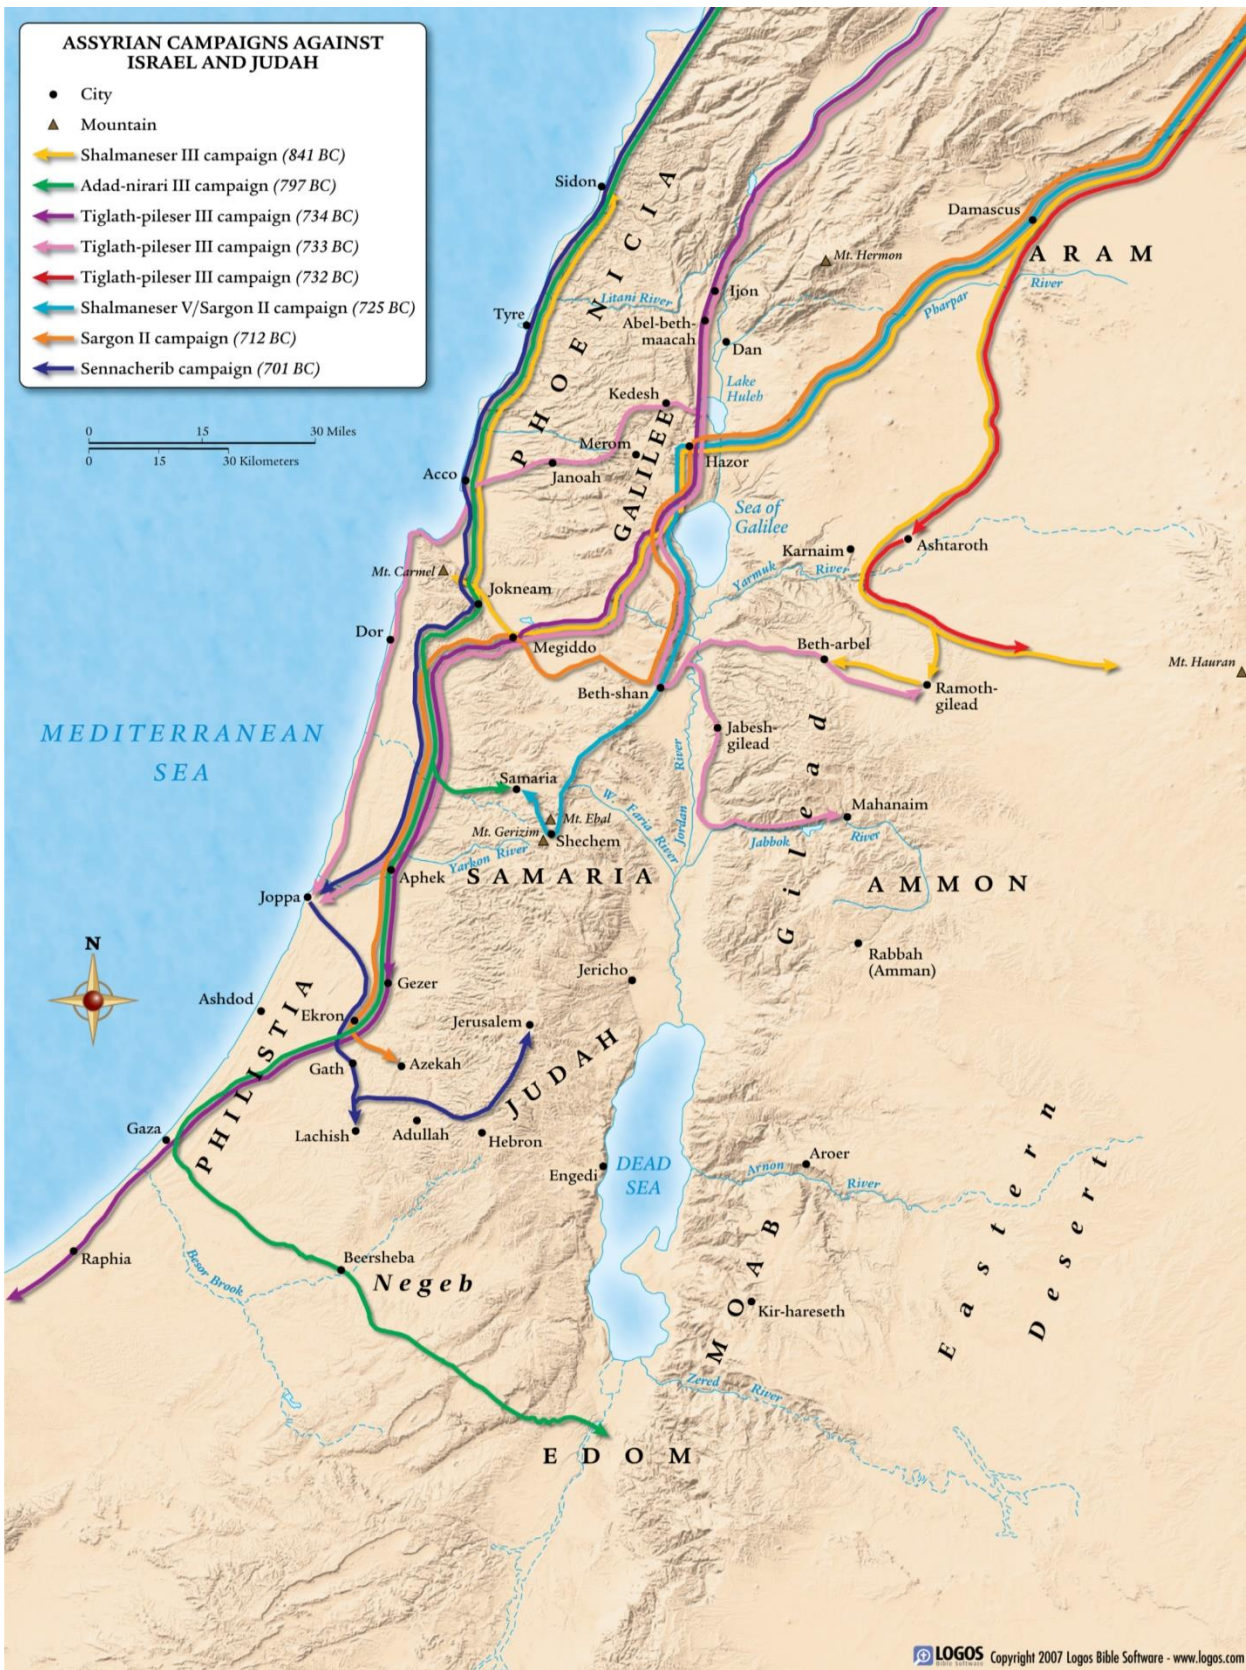 ASSYRIAN CAMPAIGNS AGAINST
ISRAEL AND JUDAH
City
Mountain
Shalmaneser III campaign (841 BC)
Adad-nirari III campaign (797 BC)
Tiglath-pileser III campaign (734 BC)
Tiglath-pileser III campaign (733 BC)
Tiglath-pileser III campaign (732 BC)
Shalmaneser V/Sargon II campaign (725 BC)
Sargon II campaign (712 BC)
Sennacherib campaign (701 BC)
0 15 30 Miles
0 15 30 Kilometers
Sidon
PHOENICIA
Damascus
ARAM
Mt. Hermon
River
Pharpar
Litani River
Ijon
Tyre
Abel-beth-
maacah
Dan
Lake
Huleh
Kedesh
Merom
GALILEE
Hazor
Janoah
Acco
Sea of
Galilee
Karnaim
Ashtaroth
Yarmuk
River
Mt. Carmel
Jokneam
Dor
Megiddo
Beth-arbel
Mt. Hauran
Beth-shan
Ramoth-
gilead
MEDITERRANEAN
SEA
Jabesh-
gilead
Gilead
River
Jordan
Samaria
W. Faria River
Mt. Ebal
Mt. Gerizim
Shechem
Mahanaim
Jabbok
River
Yarkon River
Aphek
SAMARIA
AMMON
Joppa
Rabbah
(Amman)
N
Jericho
Gezer
Ashdod
PHILISTIA
Ekron
Jerusalem
JUDAH
Gath
Azekah
Lachish
Adullah
Hebron
Gaza
Engedi
DEAD
SEA
Aroer
Arnon
River
Eastern
Desert
Raphia
Besor Brook
Beersheba
Negeb
MOAB
Kir-hareseth
Zered
River
EDOM
LOGOS
Bible Software
Copyright 2007 Logos Bible Software - www.logos.com